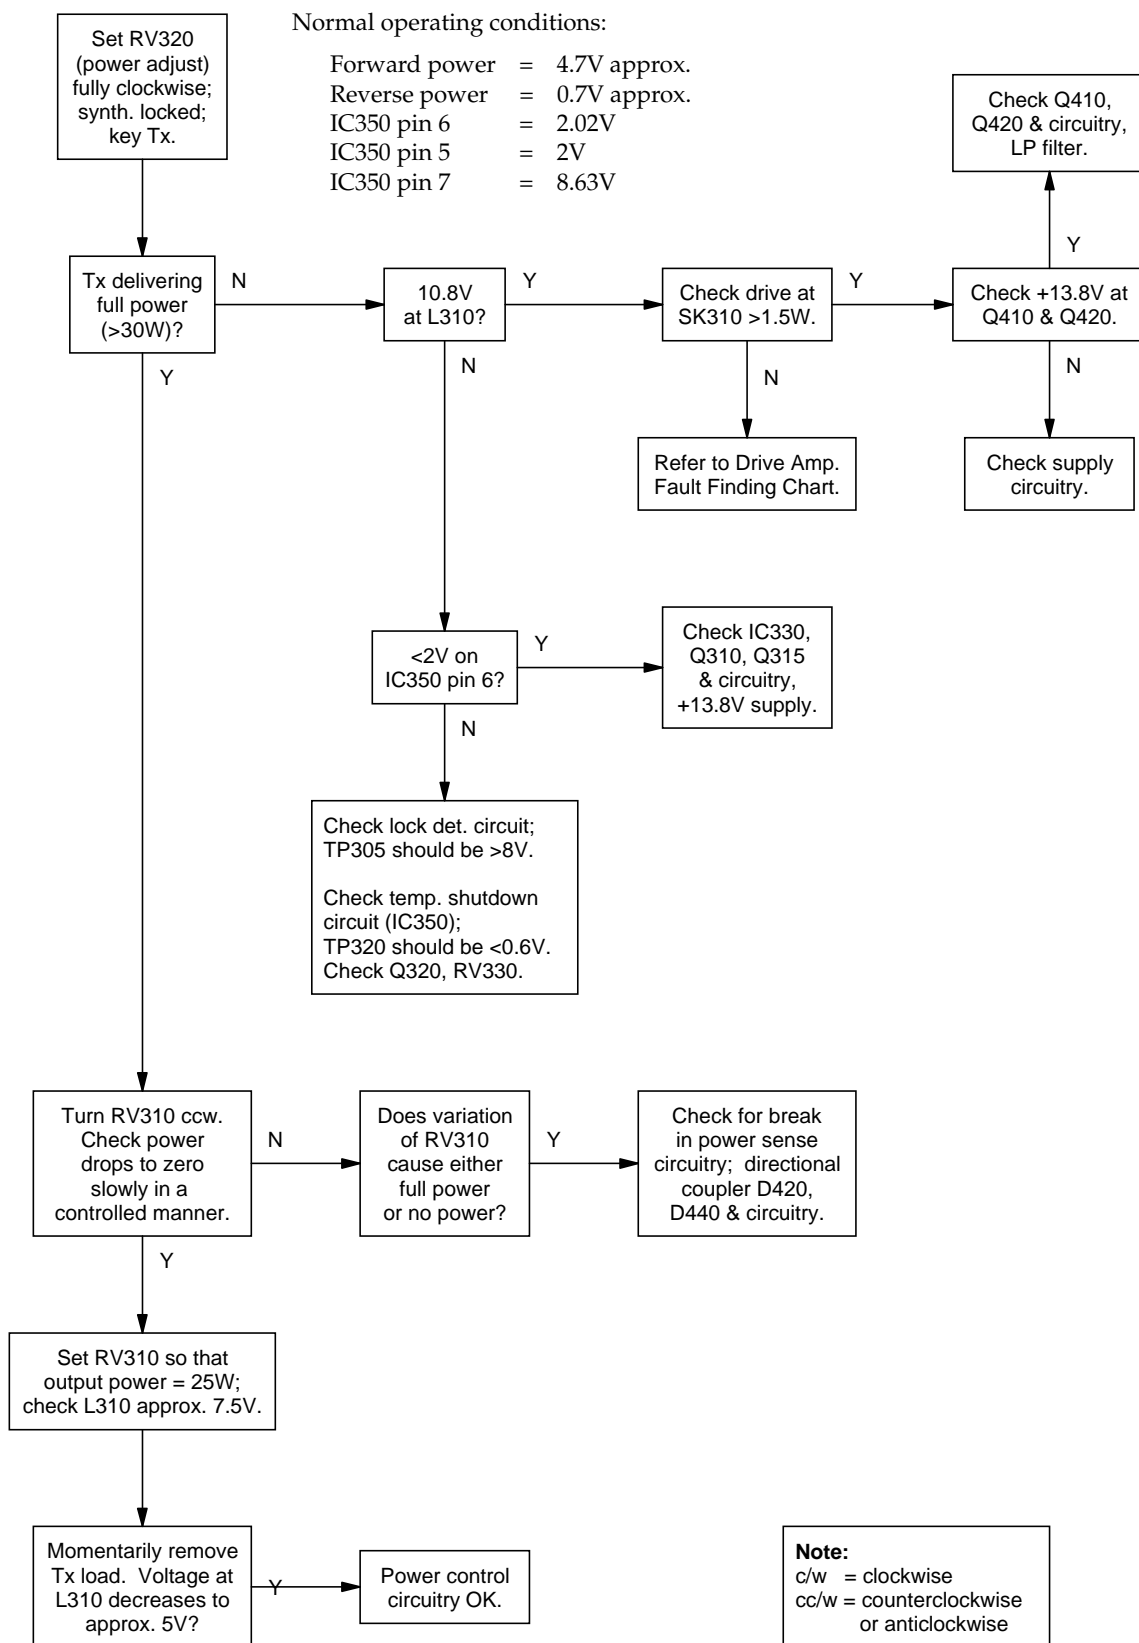 Set RV320
(power adjust)
fully clockwise;
synth. locked;
key Tx.
Normal operating conditions:
Forward power = 4.7V approx.
Reverse power = 0.7V approx.
IC350 pin 6 = 2.02V
IC350 pin 5 = 2V
IC350 pin 7 = 8.63V
Check Q410,
Q420 & circuitry,
LP filter.
Y
Tx delivering
full power
(>30W)?
N
10.8V
at L310?
Y
Check drive at
SK310 >1.5W.
Y
Check +13.8V at
Q410 & Q420.
Y
N
N
N
Refer to Drive Amp.
Fault Finding Chart.
Check supply
circuitry.
<2V on
IC350 pin 6?
Y
Check IC330,
Q310, Q315
& circuitry,
+13.8V supply.
N
Check lock det. circuit;
TP305 should be >8V.
Check temp. shutdown
circuit (IC350);
TP320 should be <0.6V.
Check Q320, RV330.
Turn RV310 ccw.
Check power
drops to zero
slowly in a
controlled manner.
N
Does variation
of RV310
cause either
full power
or no power?
Y
Check for break
in power sense
circuitry; directional
coupler D420,
D440 & circuitry.
Y
Set RV310 so that
output power = 25W;
check L310 approx. 7.5V.
Momentarily remove
Tx load. Voltage at
L310 decreases to
approx. 5V?
Y
Power control
circuitry OK.
Note:
c/w = clockwise
cc/w = counterclockwise
or anticlockwise